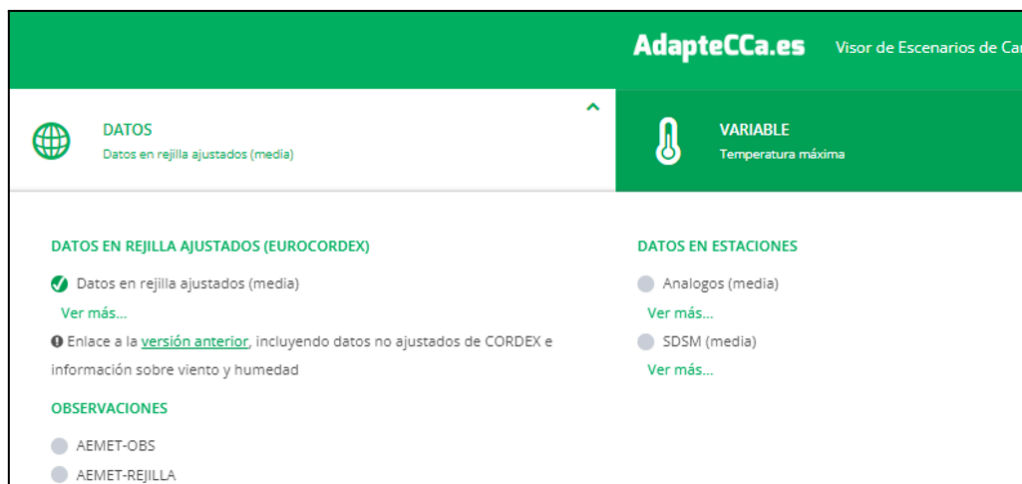 AdapteCCa.es Visor de Escenarios de
DATOS
Datos en rejilla ajustados (media)
VARIABLE
Temperatura máxima
DATOS EN REJILLA AJUSTADOS (EUROCORDEX)
Datos en rejilla ajustados (media)
Ver más...
Enlace a la versión anterior, incluyendo datos no ajustados de CORDEX e
información sobre viento y humedad
OBSERVACIONES
AEMET-OBS
AEMET-REJILLA
DATOS EN ESTACIONES
Analogos (media)
Ver más...
SDSM (media)
Ver más...